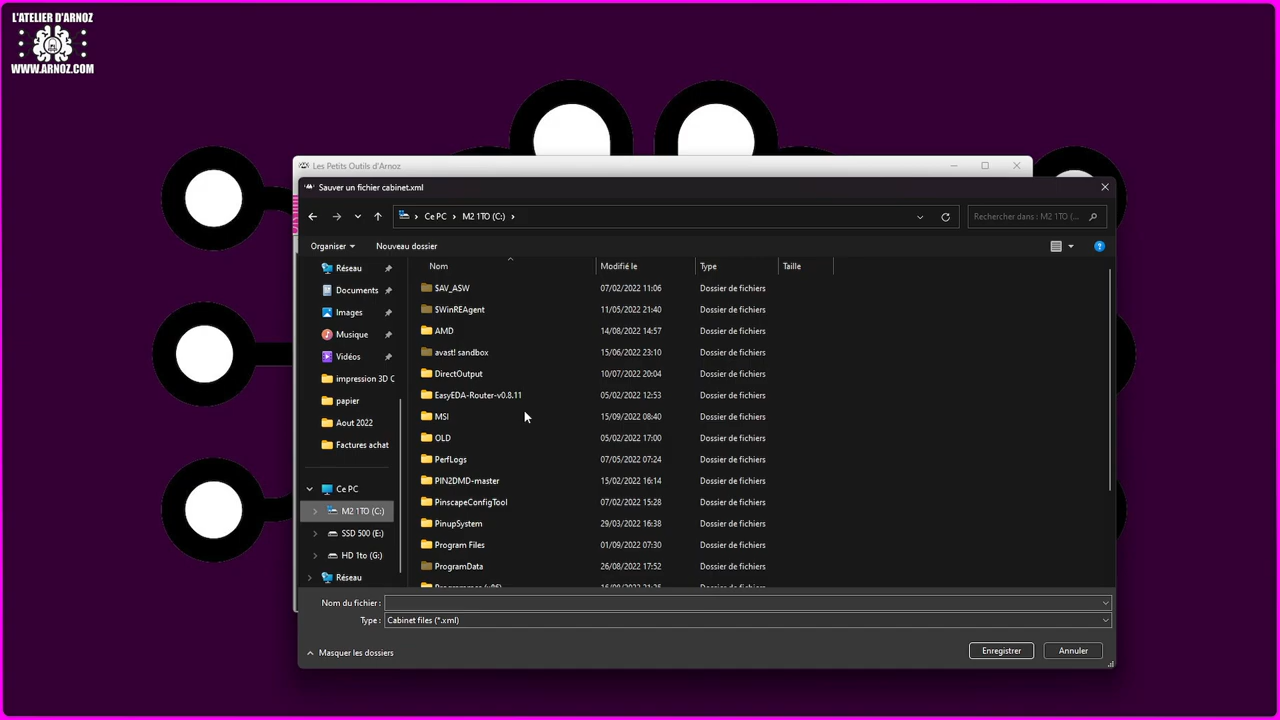 L'ATELIER D'ARNOZ
WWW.ARNOZ.COM
Les Petits Outils d'Arnoz
Sauver un fichier cabinet.xml
Ce PC
M2 1TO (C:)
Rechercher dans : M2 1TO (...
Organiser
Nouveau dossier
Réseau
Documents
Images
Musique
Vidéos
impression 3D C
papier
Aout 2022
Factures achat
Ce PC
M2 1TO (C:)
SSD 500 (E:)
HD 1to (G:)
Réseau
Nom Modifié le Type Taille
$AV_ASW 07/02/2022 11:06 Dossier de fichiers
$WinREAgent 11/05/2022 21:40 Dossier de fichiers
AMD 14/08/2022 14:57 Dossier de fichiers
avast! sandbox 15/06/2022 23:10 Dossier de fichiers
DirectOutput 10/07/2022 20:04 Dossier de fichiers
EasyEDA-Router-v0.8.11 05/02/2022 12:53 Dossier de fichiers
MSI 15/09/2022 08:40 Dossier de fichiers
OLD 05/02/2022 17:00 Dossier de fichiers
PerfLogs 07/05/2022 07:24 Dossier de fichiers
PIN2DMD-master 15/02/2022 16:14 Dossier de fichiers
PinscapeConfigTool 07/02/2022 15:28 Dossier de fichiers
PinupSystem 29/03/2022 16:38 Dossier de fichiers
Program Files 01/09/2022 07:30 Dossier de fichiers
ProgramData 26/08/2022 17:52 Dossier de fichiers
Nom du fichier :
Type : Cabinet files (*.xml)
Masquer les dossiers
Enregistrer
Annuler